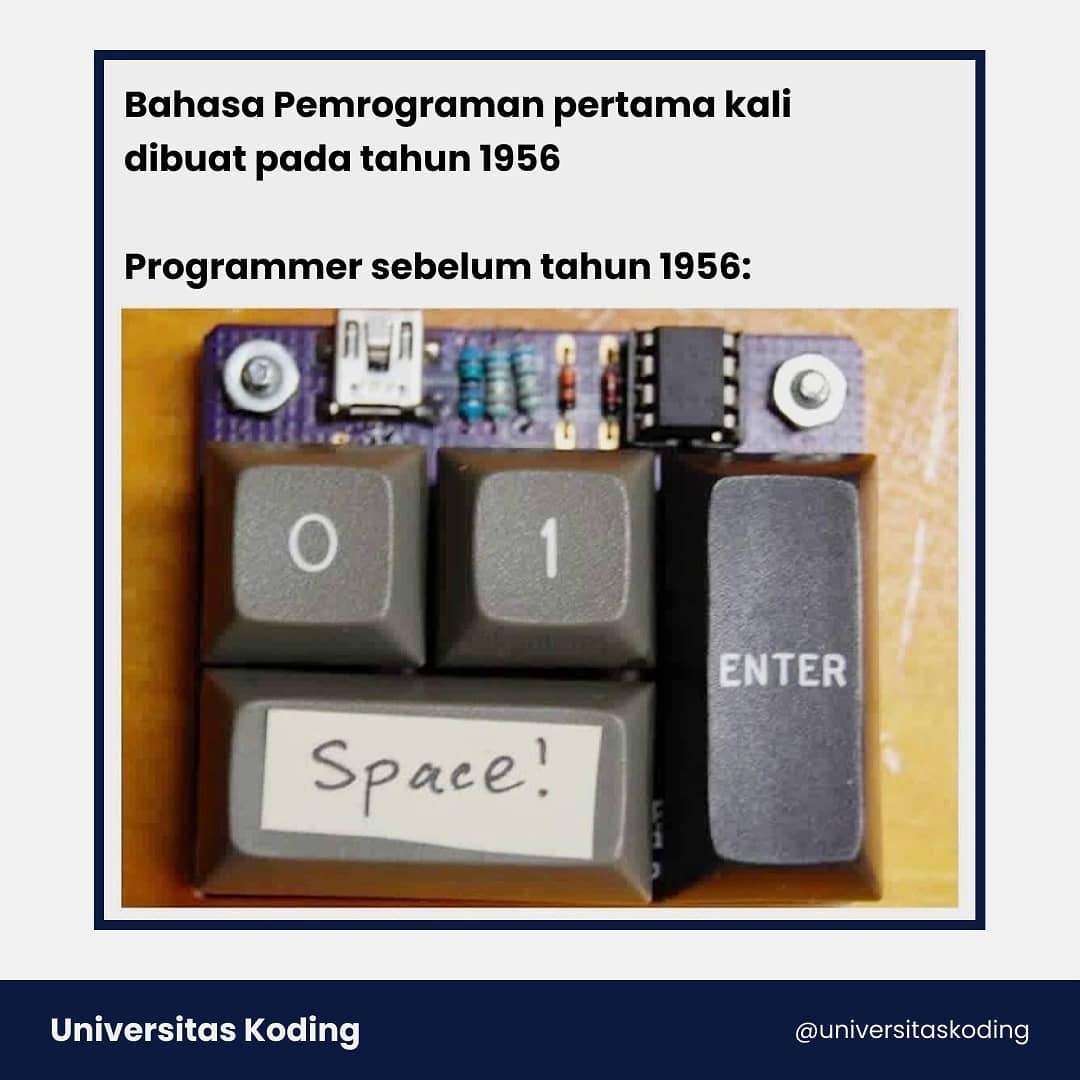 Bahasa Pemrograman pertama kali
dibuat pada tahun 1956
Programmer sebelum tahun 1956:
0 1
ENTER
Space!
Universitas Koding
@universitaskoding